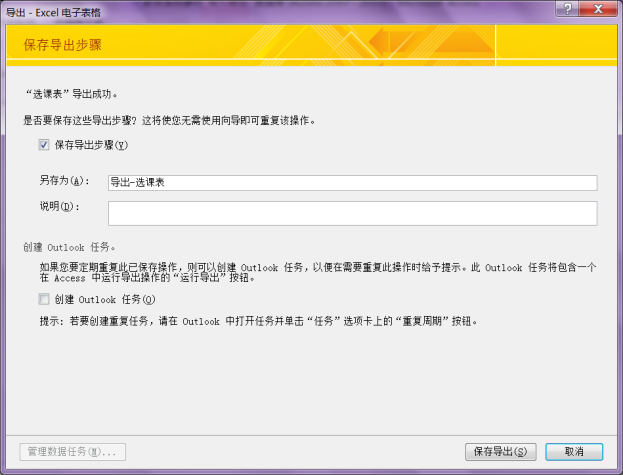 导出 - Excel 电子表格
保存导出步骤
“选课表”导出成功。
是否要保存这些导出步骤? 这将使您无需使用向导即可重复该操作。
保存导出步骤(V)
另存为(A):
导出-选课表
说明(D):
创建 Outlook 任务。
如果您要定期重复此已保存操作，则可以创建 Outlook 任务，以便在需要重复此操作时给予提示。此 Outlook 任务将包含一个
在 Access 中运行导出操作的“运行导出”按钮。
创建 Outlook 任务(O)
提示: 若要创建重复任务，请在 Outlook 中打开任务并单击“任务”选项卡上的“重复周期”按钮。
管理数据任务(M)...
保存导出(S)
取消